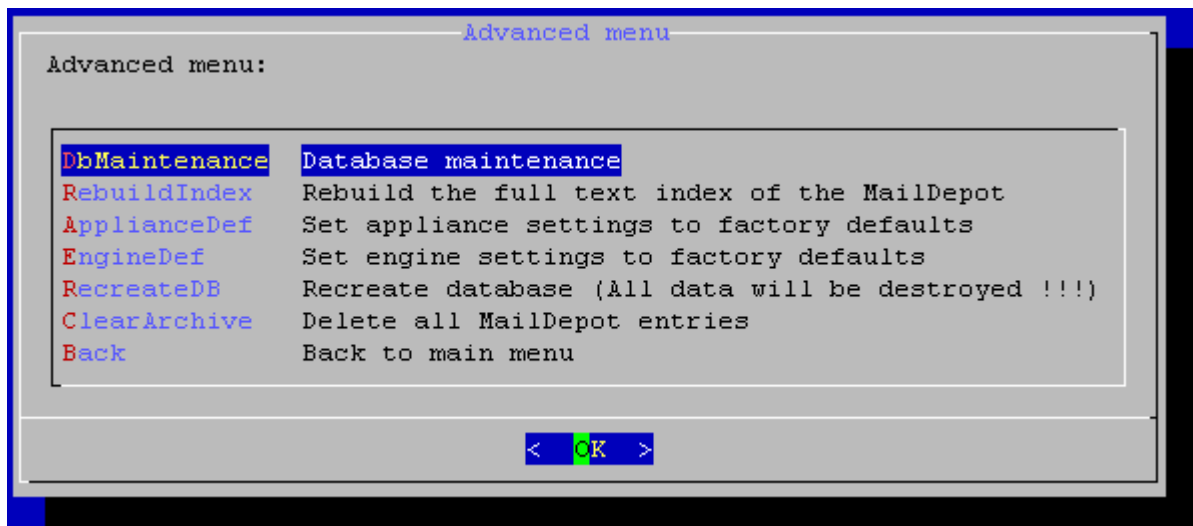 Advanced menu
Advanced menu:
DbMaintenance Database maintenance
RebuildIndex Rebuild the full text index of the MailDepot
ApplianceDef Set appliance settings to factory defaults
EngineDef Set engine settings to factory defaults
RecreateDB Recreate database (All data will be destroyed !!!)
ClearArchive Delete all MailDepot entries
Back Back to main menu
< OK >